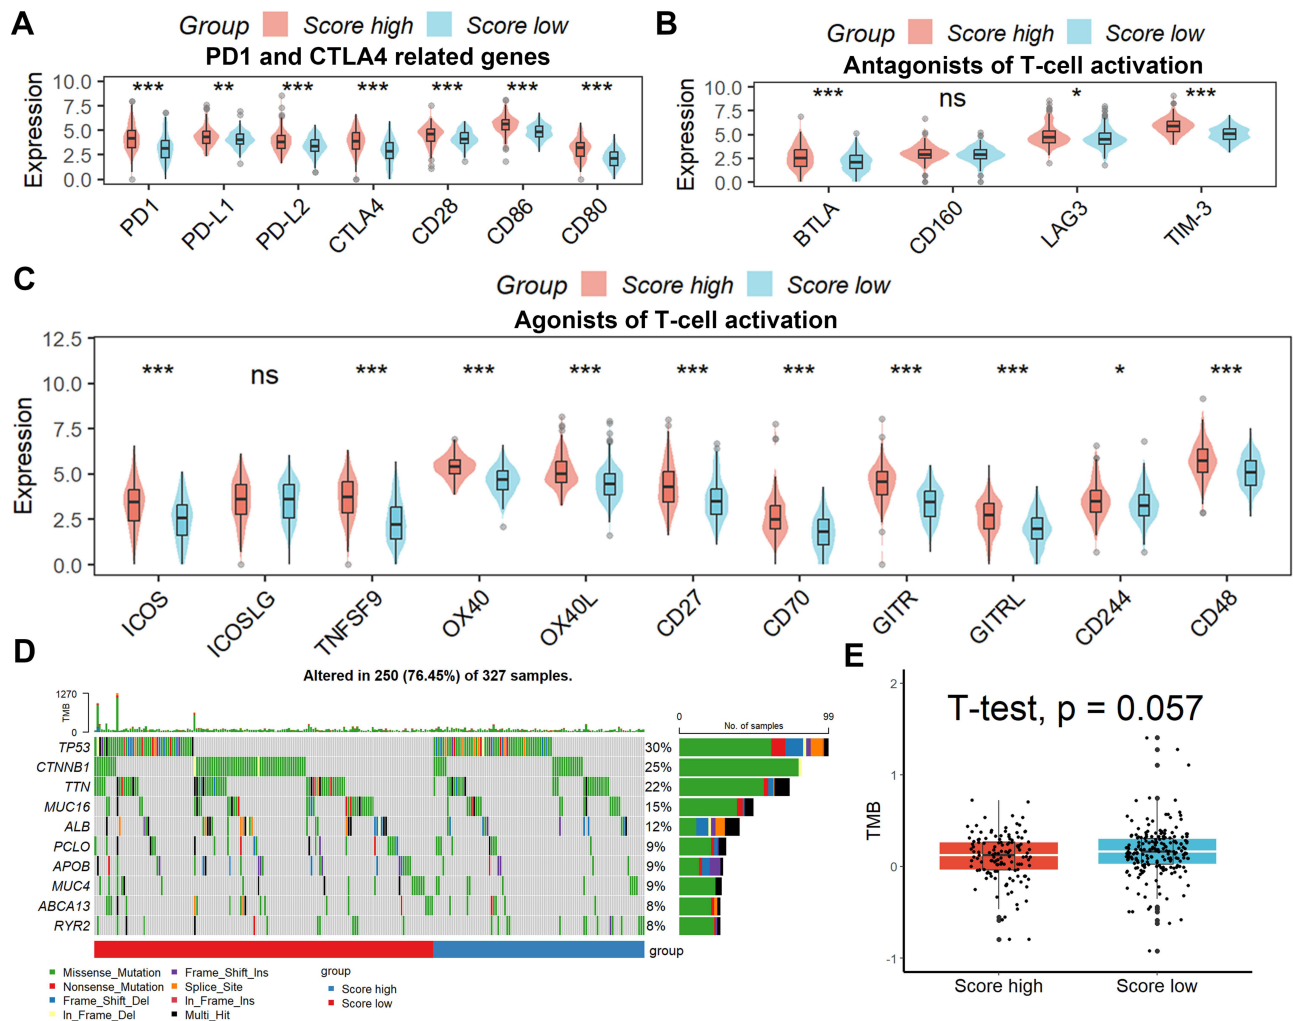 A
Group Score high Score low
PD1 and CTLA4 related genes
Expression
10.0
7.5
5.0
2.5
0.0
*** ** *** *** *** *** ***
PD1 PD-L1 PD-L2 CTLA4 CD28 CD86 CD80
B
Group Score high Score low
Antagonists of T-cell activation
Expression
10.0
7.5
5.0
2.5
0.0
*** ns * ***
BTLA CD160 LAG3 TIM-3
C
Group Score high Score low
Agonists of T-cell activation
Expression
12.5
10.0
7.5
5.0
2.5
0.0
*** ns *** *** *** *** *** *** *** * ***
ICOS ICOSLG TNFSF9 OX40 OX40L CD27 CD70 GITR GITRL CD244 CD48
D
Altered in 250 (76.45%) of 327 samples.
TMB
1270
0
0 99
No. of samples
TP53 30%
CTNNB1 25%
TTN 22%
MUC16 15%
ALB 12%
PCLO 9%
APOB 9%
MUC4 9%
ABCA13 8%
RYR2 8%
group
Missense_Mutation
Nonsense_Mutation
Frame_Shift_Del
In_Frame_Del
Frame_Shift_Ins
Splice_Site
In_Frame_Ins
Multi_Hit
group
Score high
Score low
E
T-test, p = 0.057
TMB
2
1
0
-1
Score high Score low